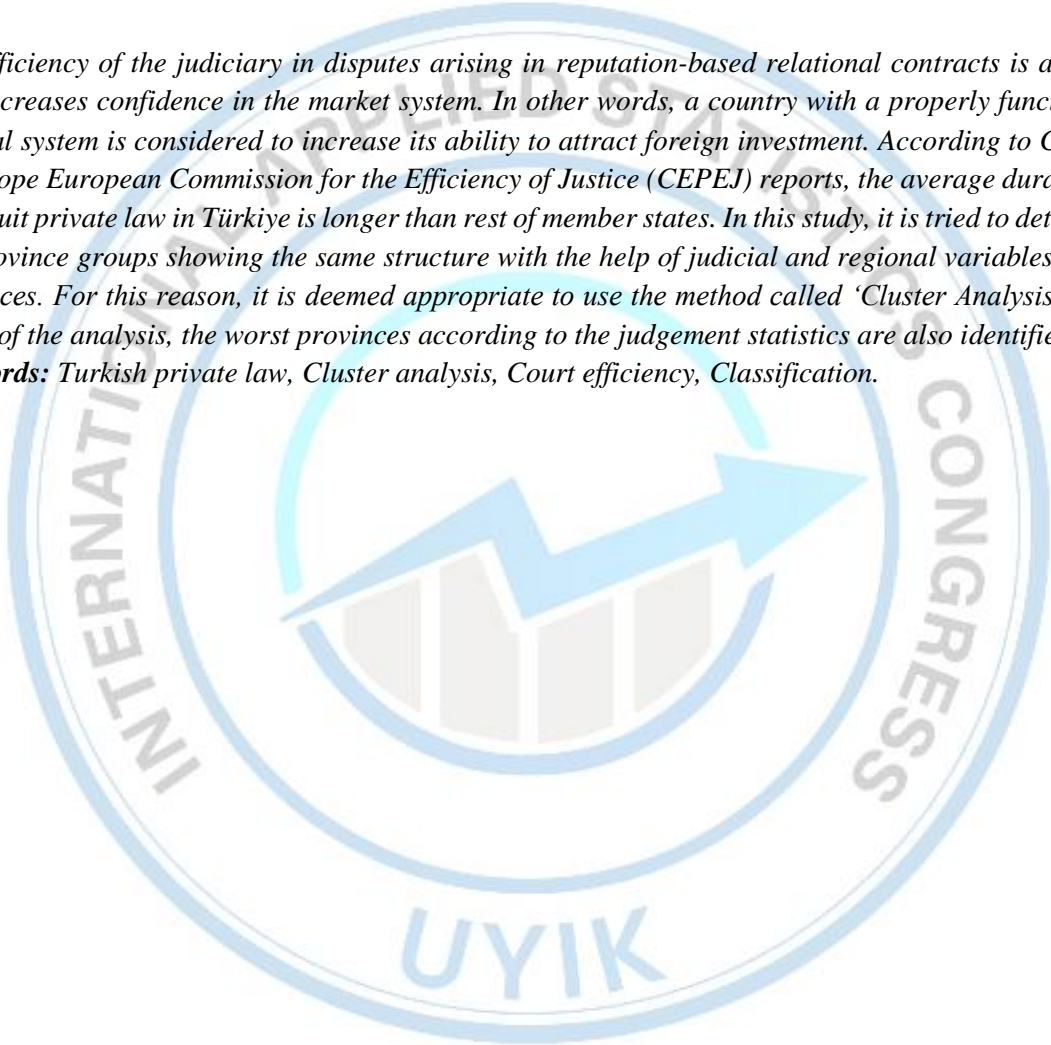 fficiency of the judiciary in disputes arising in reputation-based relational contracts is a
creases confidence in the market system. In other words, a country with a properly funct
al system is considered to increase its ability to attract foreign investment. According to C
ope European Commission for the Efficiency of Justice (CEPEJ) reports, the average dura
uit private law in Türkiye is longer than rest of member states. In this study, it is tried to det
ovince groups showing the same structure with the help of judicial and regional variables
ces. For this reason, it is deemed appropriate to use the method called ‘Cluster Analysis
of the analysis, the worst provinces according to the judgement statistics are also identifie
ords: Turkish private law, Cluster analysis, Court efficiency, Classification.
INTERNATIONAL APPLIED STATISTICS CONGRESS
UYIK